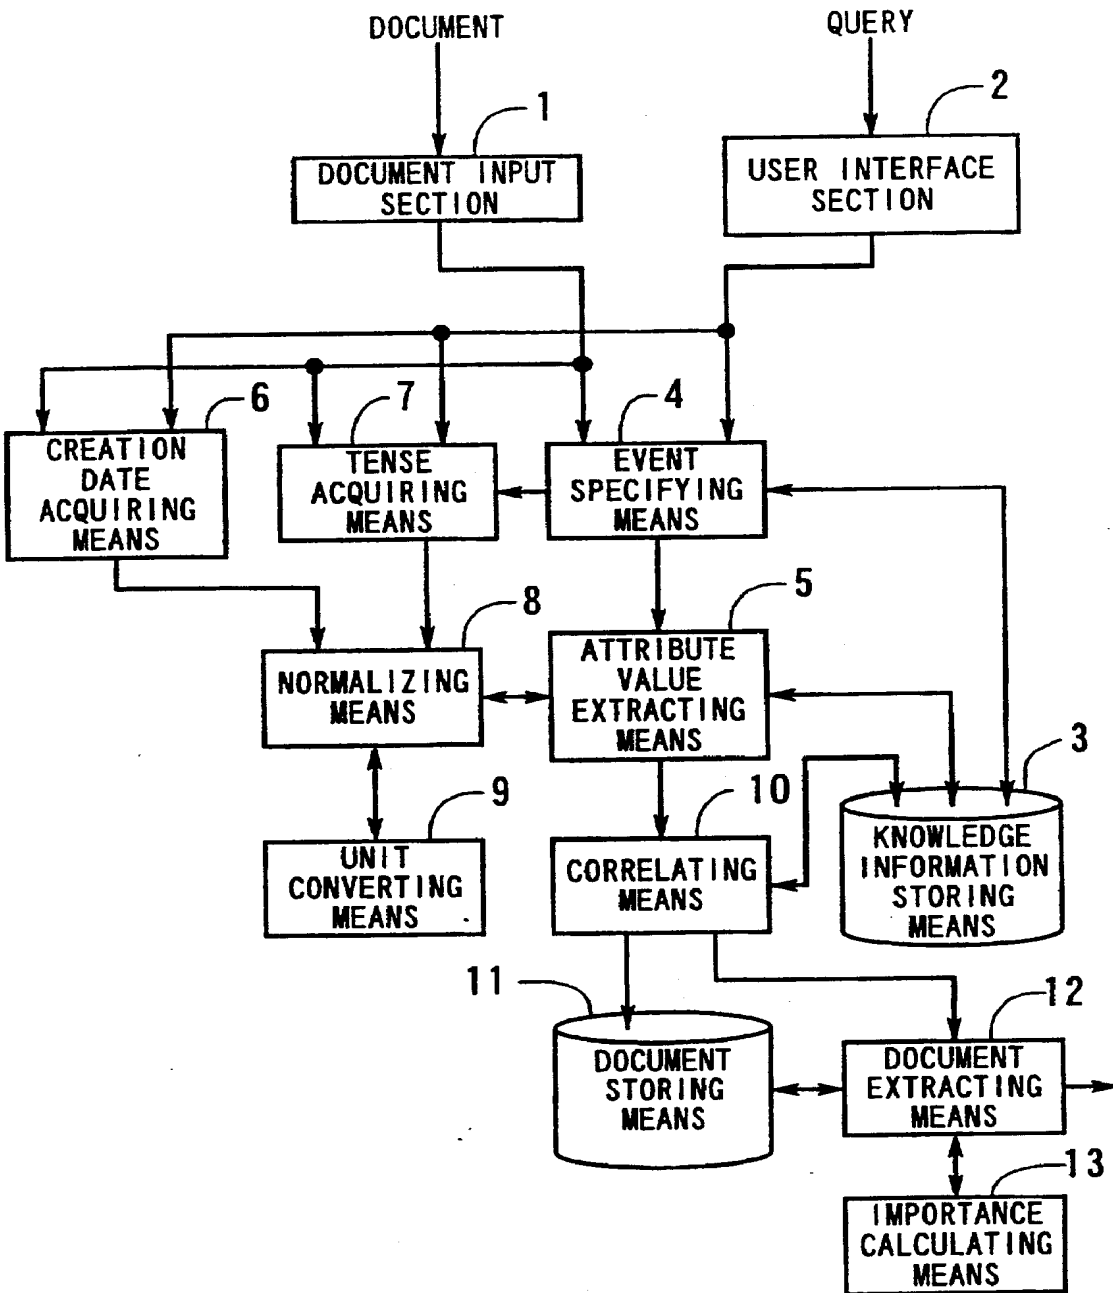 DOCUMENT
QUERY
1
2
DOCUMENT INPUT
SECTION
USER INTERFACE
SECTION
6
7
4
CREATION
DATE
ACQUIRING
MEANS
TENSE
ACQUIRING
MEANS
EVENT
SPECIFYING
MEANS
8
5
NORMALIZING
MEANS
ATTRIBUTE
VALUE
EXTRACTING
MEANS
9
10
3
UNIT
CONVERTING
MEANS
CORRELATING
MEANS
KNOWLEDGE
INFORMATION
STORING
MEANS
11
12
DOCUMENT
STORING
MEANS
DOCUMENT
EXTRACTING
MEANS
13
IMPORTANCE
CALCULATING
MEANS